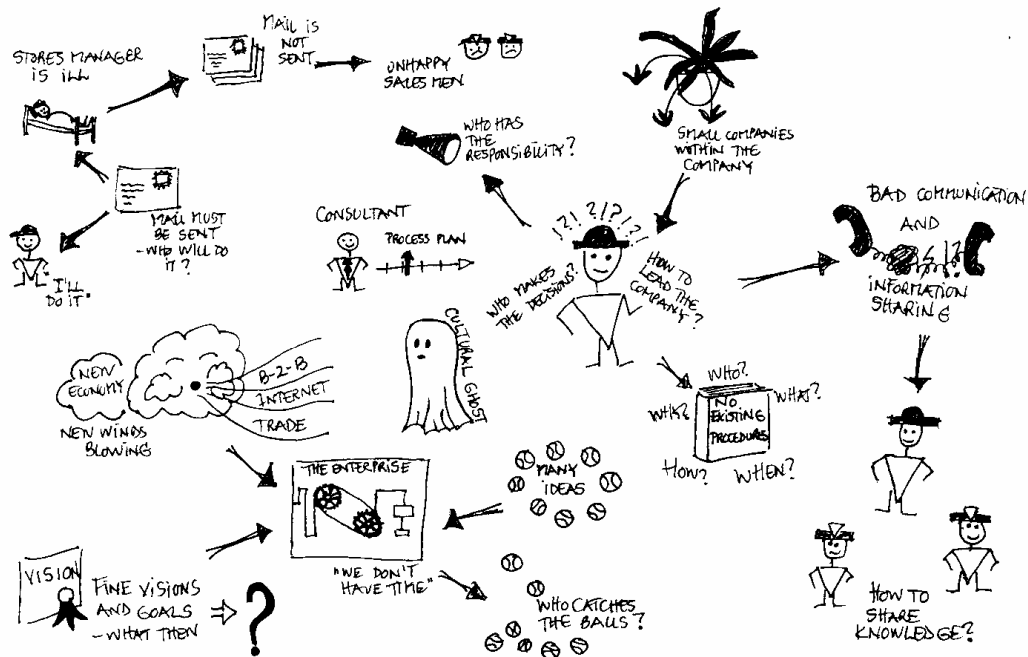 STORES MANAGER
IS ILL
MAIL IS
NOT
SENT
UNHAPPY
SALES MEN
WHO HAS
THE
RESPONSIBILITY?
SMALL COMPANIES
WITHIN THE
COMPANY
MAIL MUST
BE SENT
-WHO WILL DO
IT?
"I'LL
DO IT"
CONSULTANT
PROCESS PLAN
!?!?!/?!?!
WHO MAKES
THE DECISIONS?
HOW TO
LEAD THE
COMPANY?
BAD COMMUNICATION
AND
!?
INFORMATION
SHARING
NEW
ECONOMY
B-2-B
INTERNET
TRADE
NEW WINDS
BLOWING
CULTURAL GHOST
WHO?
WHAT?
WHY?
NO
EXISTING
PROCEDURES
HOW?
WHEN?
THE ENTERPRISE
MANY
IDEAS
"WE DON'T
HAVE TIME"
WHO CATCHES
THE BALLS?
VISION
FINE VISIONS
AND GOALS
-WHAT THEN
?
HOW TO
SHARE
KNOWLEDGE?